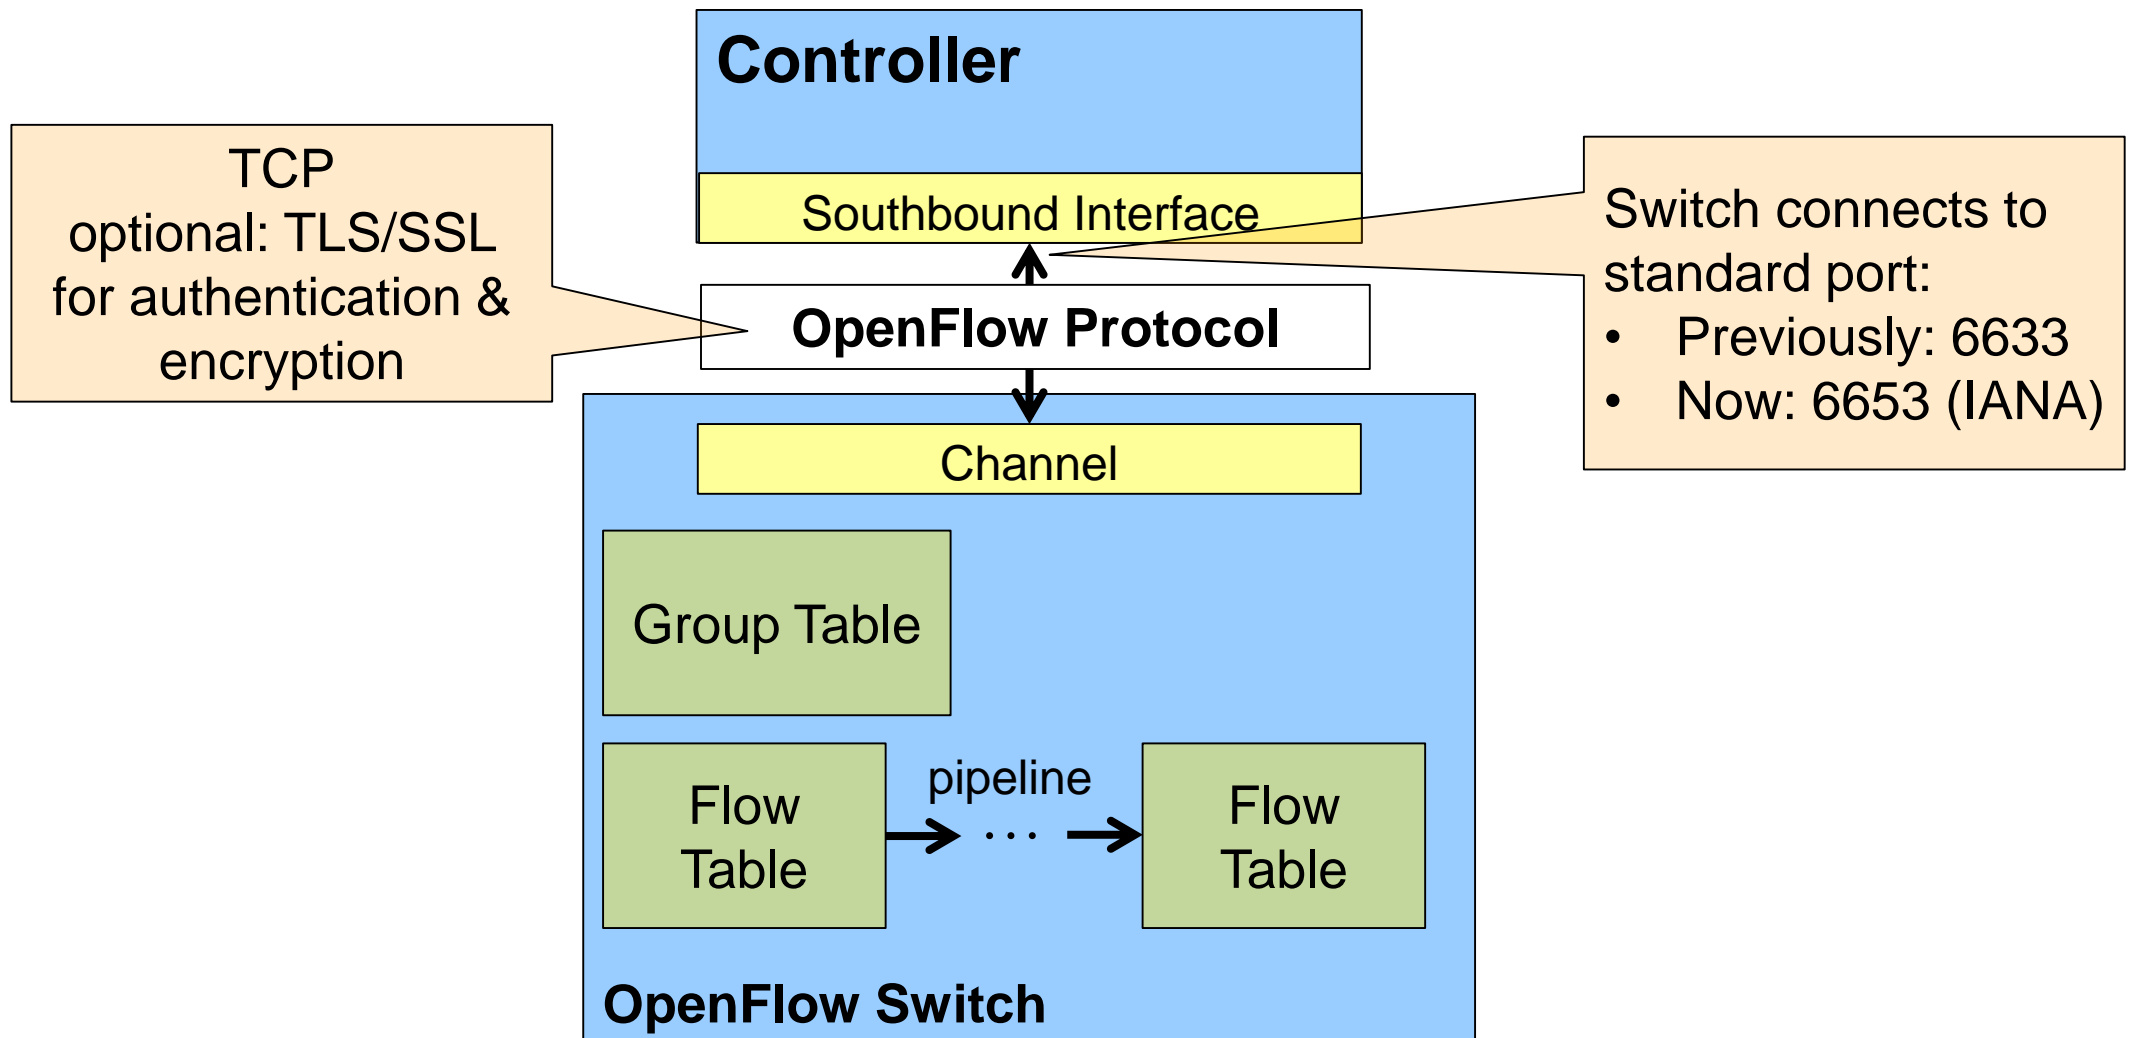 Controller
TCP
optional: TLS/SSL
for authentication &
encryption
Southbound Interface
Switch connects to
standard port:
• Previously: 6633
• Now: 6653 (IANA)
OpenFlow Protocol
Channel
Group Table
Flow
Table
pipeline
...
Flow
Table
OpenFlow Switch